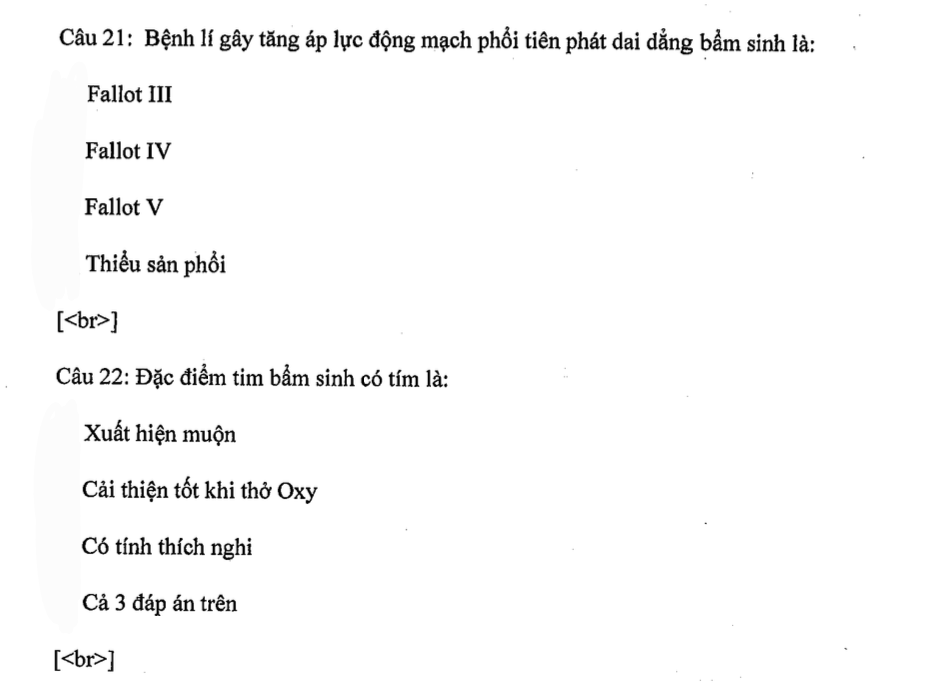 Câu 21: Bệnh lí gây tăng áp lực động mạch phổi tiên phát dai dẳng bẩm sinh là:
Fallot III
Fallot IV
Fallot V
Thiểu sản phổi
[<br>]
Câu 22: Đặc điểm tim bẩm sinh có tím là:
Xuất hiện muộn
Cải thiện tốt khi thở Oxy
Có tính thích nghi
Cả 3 đáp án trên
[<br>]